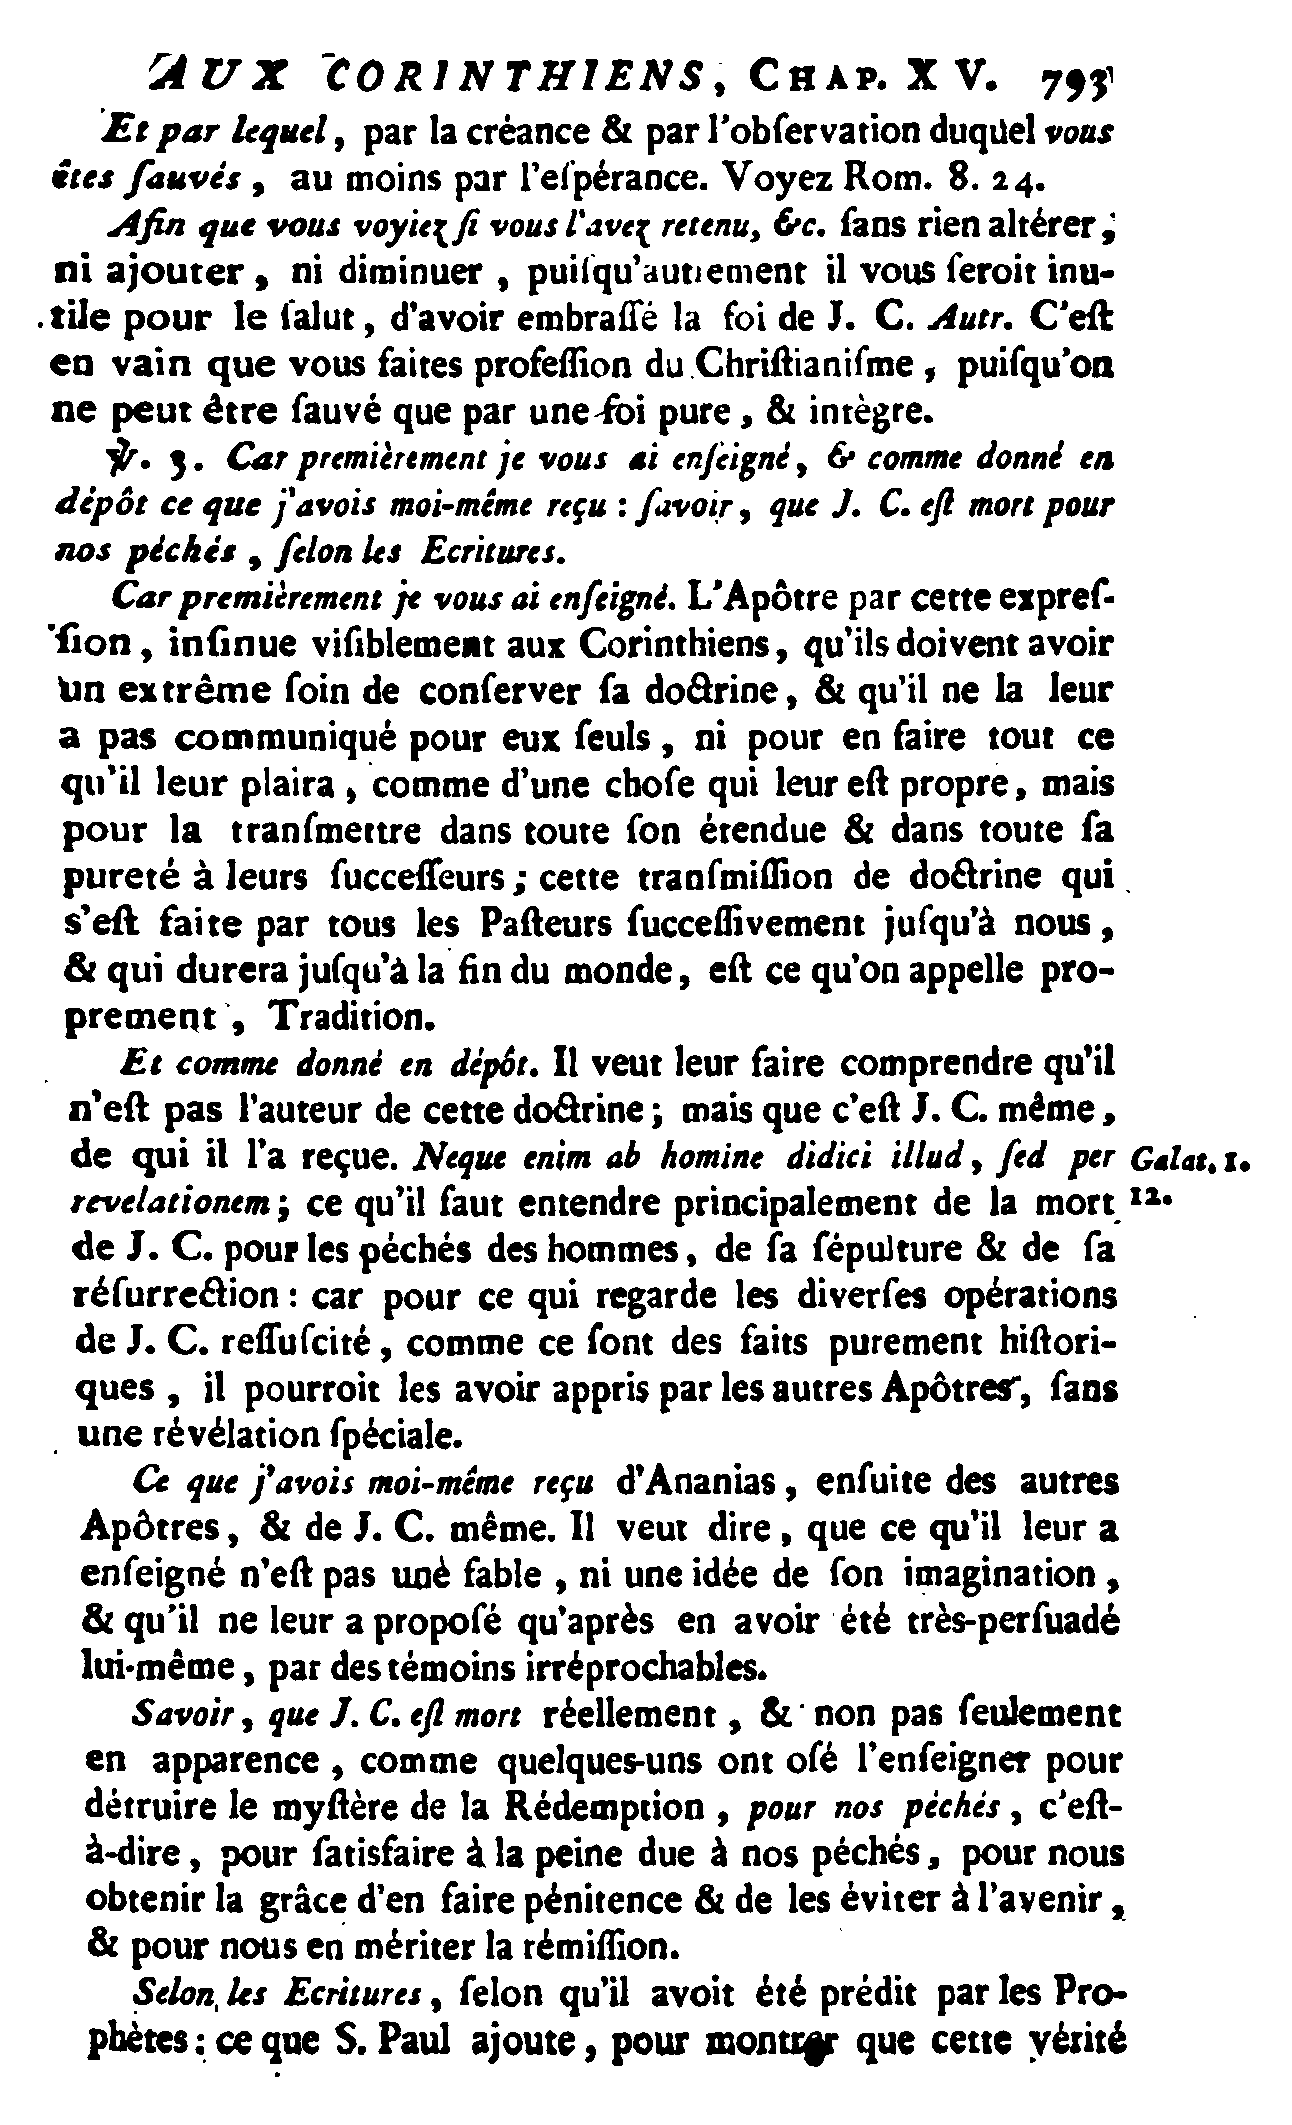 AUX CORINTHIENS, CHAP. XV. 793
Et par lequel, par la créance & par l'obſervation duquel vous
êtes ſauvés, au moins par l'eſpérance. Voyez Rom. 8. 24.
Afin que vous voyiez ſi vous l'avez retenu, &c. ſans rien altérer;
ni ajouter, ni diminuer, puiſqu'autrement il vous ſeroit inu-
tile pour le ſalut, d'avoir embraſſé la foi de J. C. Autr. C'eſt
en vain que vous faites profeſſion du Chriſtianiſme, puiſqu'on
ne peut être ſauvé que par une foi pure, & intègre.
℣. 3. Car premièrement je vous ai enſeigné, & comme donné en
dépôt ce que j'avois moi-même reçu : ſavoir, que J. C. eſt mort pour
nos péchés, ſelon les Ecritures.
Car premièrement je vous ai enſeigné. L'Apôtre par cette expreſ-
ſion, inſinue viſiblement aux Corinthiens, qu'ils doivent avoir
un extrême ſoin de conſerver ſa doctrine, & qu'il ne la leur
a pas communiqué pour eux ſeuls, ni pour en faire tout ce
qu'il leur plaira, comme d'une choſe qui leur eſt propre, mais
pour la tranſmettre dans toute ſon étendue & dans toute ſa
pureté à leurs ſucceſſeurs; cette tranſmiſſion de doctrine qui
s'eſt faite par tous les Paſteurs ſucceſſivement juſqu'à nous,
& qui durera juſqu'à la fin du monde, eſt ce qu'on appelle pro-
prement, Tradition.
Et comme donné en dépôt. Il veut leur faire comprendre qu'il
n'eſt pas l'auteur de cette doctrine; mais que c'eſt J. C. même,
de qui il l'a reçue. Neque enim ab homine didici illud, ſed per Galat. 1.
revelationem; ce qu'il faut entendre principalement de la mort 12.
de J. C. pour les péchés des hommes, de ſa ſépulture & de ſa
réſurrection : car pour ce qui regarde les diverſes opérations
de J. C. reſſuſcité, comme ce ſont des faits purement hiſtori-
ques, il pourroit les avoir appris par les autres Apôtres, ſans
une révélation ſpéciale.
Ce que j'avois moi-même reçu d'Ananias, enſuite des autres
Apôtres, & de J. C. même. Il veut dire, que ce qu'il leur a
enſeigné n'eſt pas une fable, ni une idée de ſon imagination,
& qu'il ne leur a propoſé qu'après en avoir été très-perſuadé
lui-même, par des témoins irréprochables.
Savoir, que J. C. eſt mort réellement, & non pas ſeulement
en apparence, comme quelques-uns ont oſé l'enſeigner pour
détruire le myſtère de la Rédemption, pour nos péchés, c'eſt-
à-dire, pour ſatisfaire à la peine due à nos péchés, pour nous
obtenir la grâce d'en faire pénitence & de les éviter à l'avenir,
& pour nous en mériter la rémiſſion.
Selon les Ecritures, ſelon qu'il avoit été prédit par les Pro-
phètes : ce que S. Paul ajoute, pour montrer que cette vérité